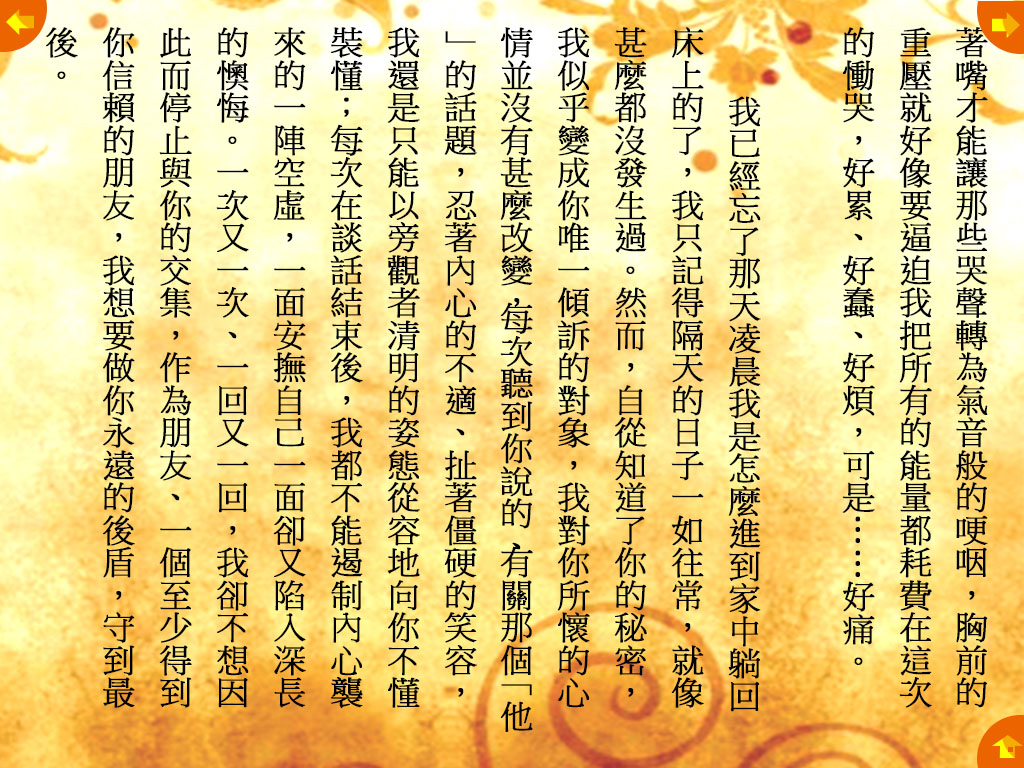 著嘴才能讓那些哭聲轉為氣音般的哽咽，胸前的
重壓就好像要逼迫我把所有的能量都耗費在這次
的慟哭，好累、好蠢、好煩，可是……好痛。
我已經忘了那天凌晨我是怎麼進到家中躺回
床上的了，我只記得隔天的日子一如往常，就像
甚麼都沒發生過。然而，自從知道了你的秘密，
我似乎變成你唯一傾訴的對象，我對你所懷的心
情並沒有甚麼改變，每次聽到你說的、有關那個「他
」的話題，忍著內心的不適、扯著僵硬的笑容，
我還是只能以旁觀者清明的姿態從容地向你不懂
裝懂；每次在談話結束後，我都不能遏制內心襲
來的一陣空虛，一面安撫自己一面卻又陷入深長
的懊悔。一次又一次、一回又一回，我卻不想因
此而停止與你的交集，作為朋友、一個至少得到
你信賴的朋友，我想要做你永遠的後盾，守到最
後。